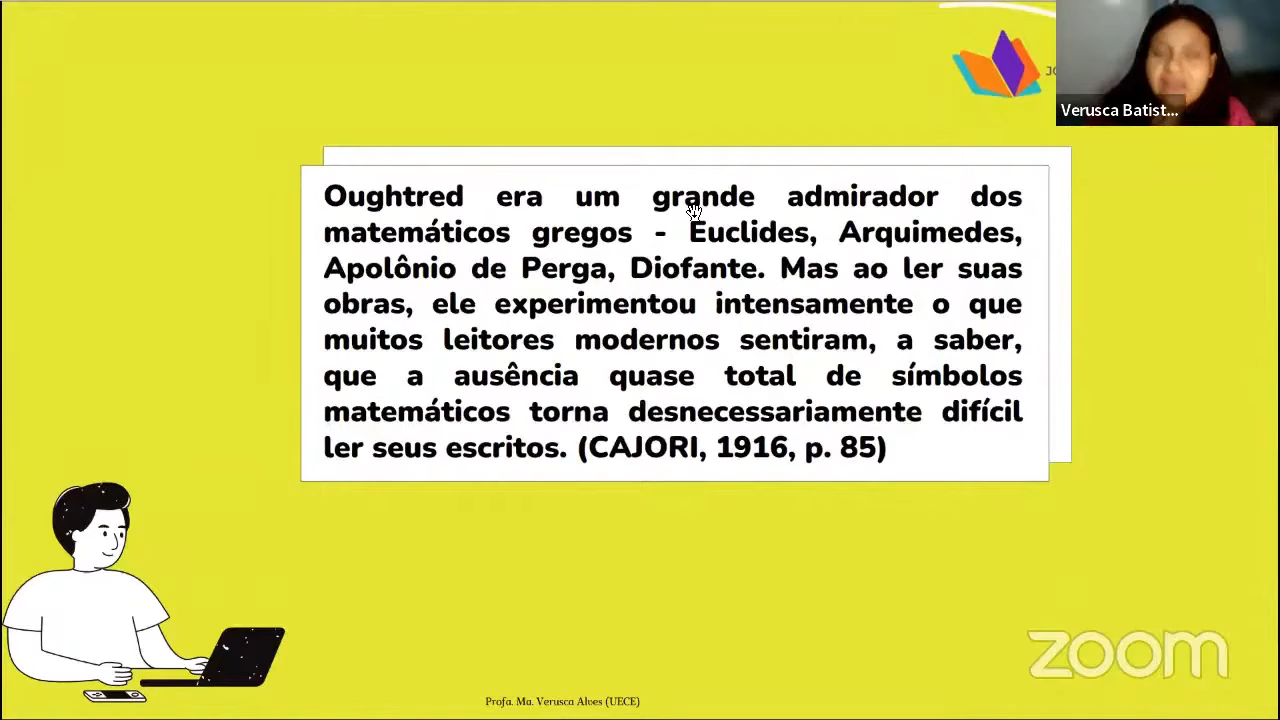 Verusca Batist...
Oughtred era um grande admirador dos
matemáticos gregos - Euclides, Arquimedes,
Apolônio de Perga, Diofante. Mas ao ler suas
obras, ele experimentou intensamente o que
muitos leitores modernos sentiram, a saber,
que a ausência quase total de símbolos
matemáticos torna desnecessariamente difícil
ler seus escritos. (CAJORI, 1916, p. 85)
zoom
Profa. Ma. Verusca Alves (UECE)